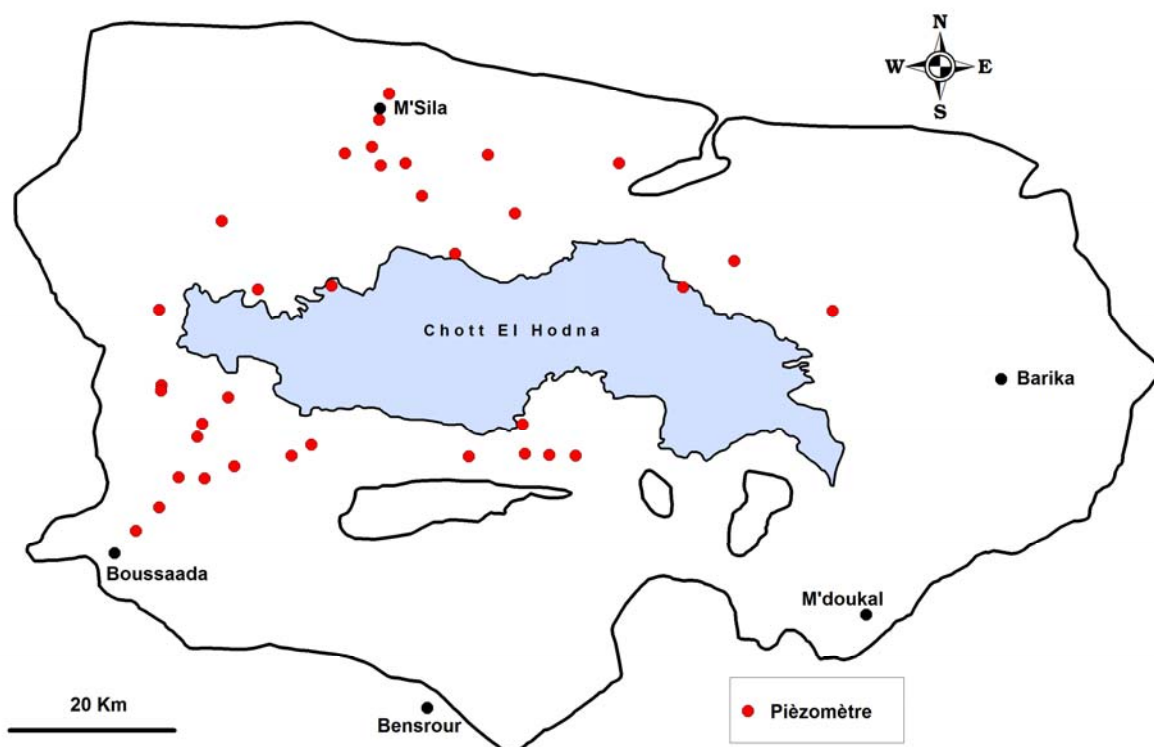 N
W E
S
M'Sila
Chott El Hodna
Barika
Boussaada
M'doukal
20 Km
Bensrour
Pièzomètre